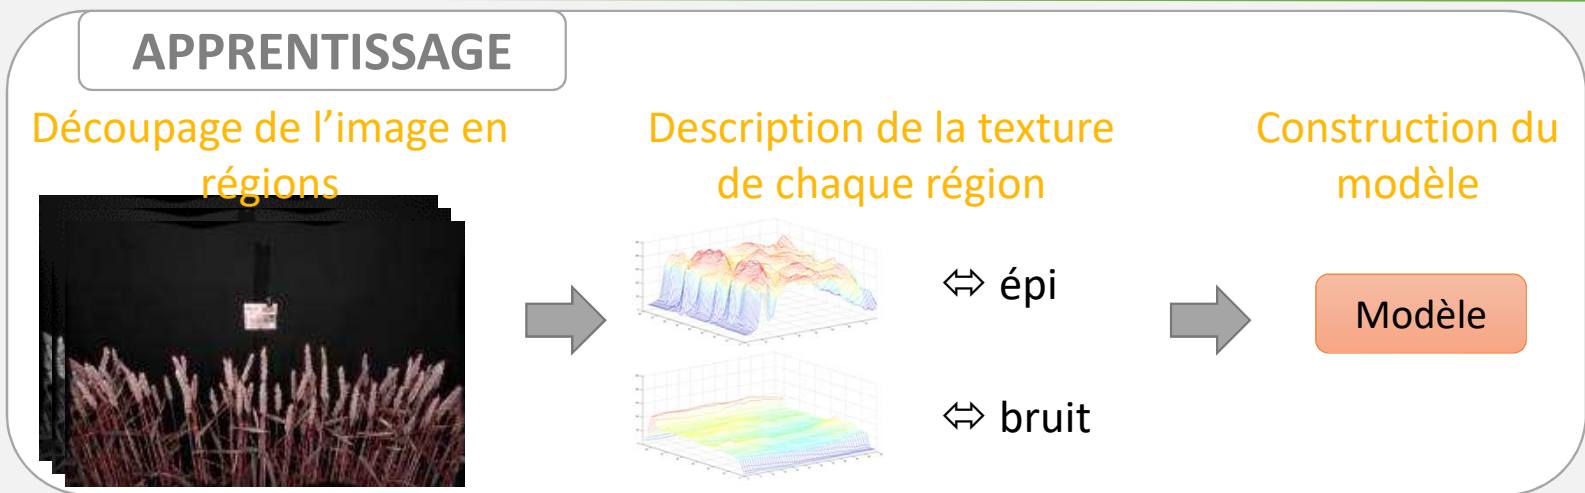 APPRENTISSAGE
Découpage de l'image en
régions
Description de la texture
de chaque région
Construction du
modèle
⬄ épi
⬄ bruit
Modèle